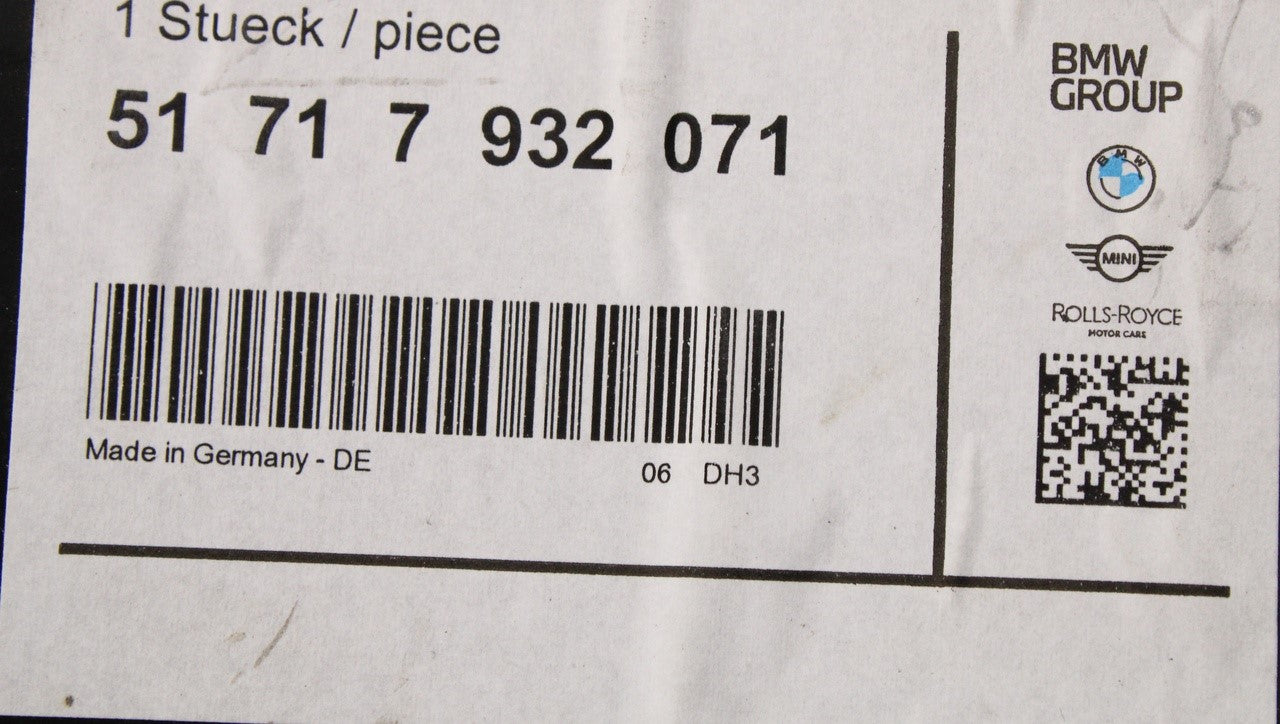 1 Stueck / piece
51 71 7 932 071
Made in Germany - DE
06 DH3
BMW
GROUP
BMW
MINI
ROLLS-ROYCE
MOTOR CARS